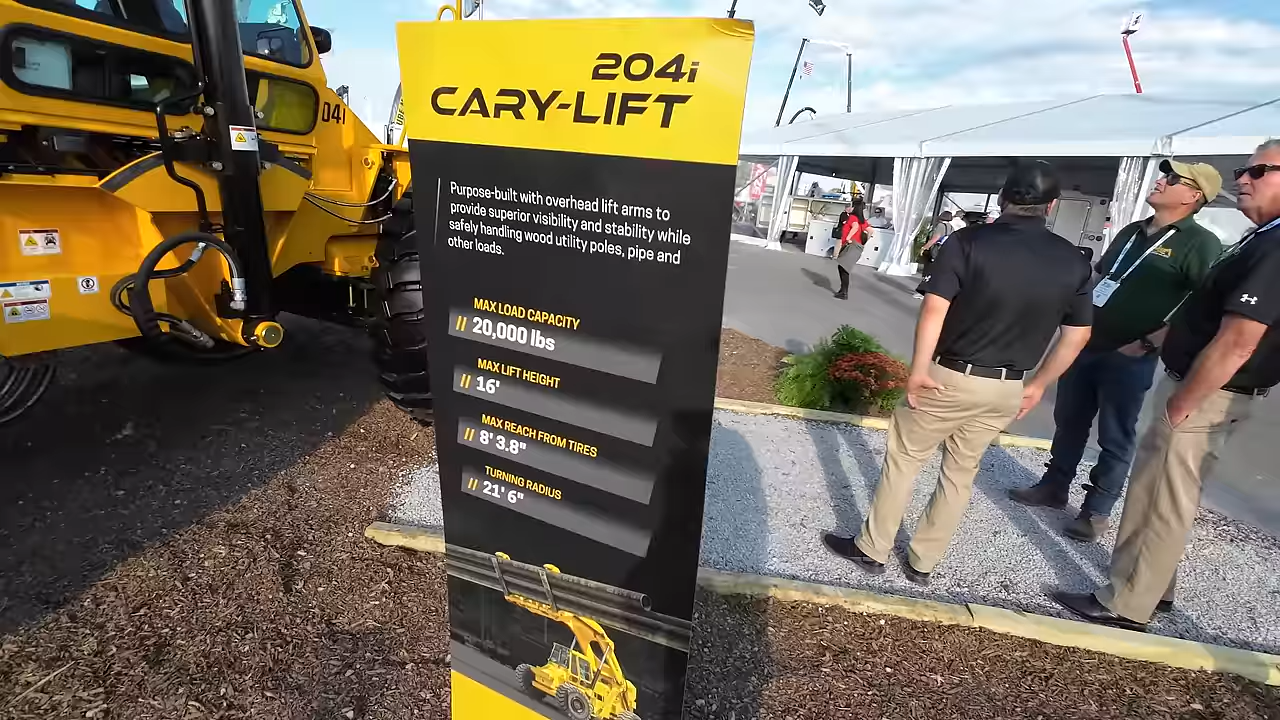 204i
CARY-LIFT
Purpose-built with overhead lift arms to
provide superior visibility and stability while
safely handling wood utility poles, pipe and
other loads.
MAX LOAD CAPACITY
// 20,000 lbs
MAX LIFT HEIGHT
// 16'
MAX REACH FROM TIRES
// 8' 3.8"
TURNING RADIUS
// 21' 6"
04i